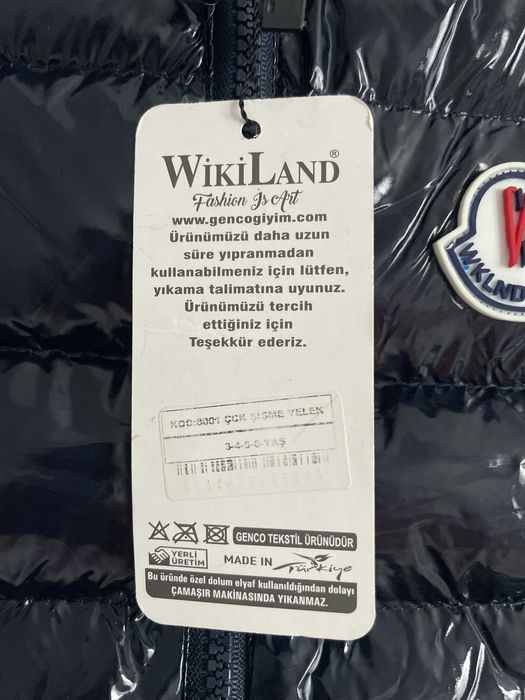 WiKiLAND®
Fashion Is Art
www.gencogiyim.com
Ürünümüzü daha uzun
süre yıpranmadan
kullanabilmeniz için lütfen,
yıkama talimatına uyunuz.
Ürünümüzü tercih
ettiğiniz için
Teşekkür ederiz.
KOD:8001 ÇCK ŞİŞME YELEK
3-4-5-6-YAŞ
GENCO TEKSTİL ÜRÜNÜDÜR
YERLİ
ÜRETİM
MADE IN Türkiye
Bu üründe özel dolum elyaf kullanıldığından dolayı
ÇAMAŞIR MAKİNASINDA YIKANMAZ.
W.KLND